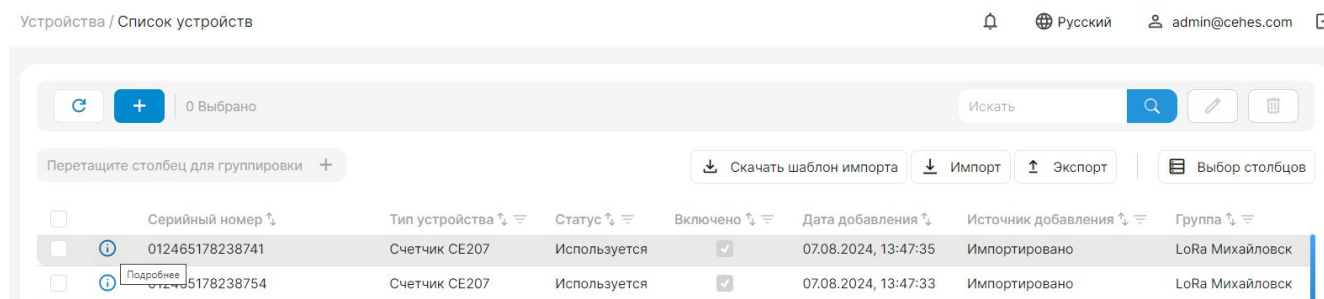 Устройства / Список устройств
Русский
admin@cehes.com
0 Выбрано
Искать
Перетащите столбец для группировки
Скачать шаблон импорта
Импорт
Экспорт
Выбор столбцов
Серийный номер Тип устройства Статус Включено Дата добавления Источник добавления Группа
012465178238741 Счетчик CE207 Используется 07.08.2024, 13:47:35 Импортировано LoRa Михайловск
Подробнее
012465178238754 Счетчик CE207 Используется 07.08.2024, 13:47:33 Импортировано LoRa Михайловск